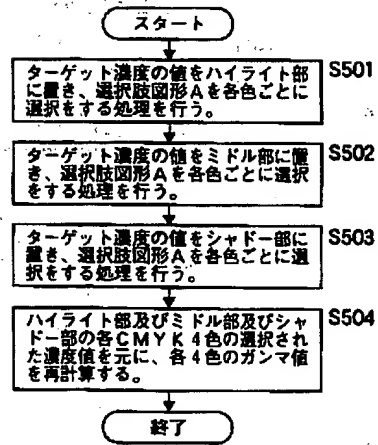 スタート
S501
ターゲット濃度の値をハイライト部
に置き、選択肢図形Aを各色ごとに
選択をする処理を行う。
S502
ターゲット濃度の値をミドル部に置
き、選択肢図形Aを各色ごとに選択
をする処理を行う。
S503
ターゲット濃度の値をシャドー部に
置き、選択肢図形Aを各色ごとに選
択をする処理を行う。
S504
ハイライト部及びミドル部及びシャ
ドー部の各CMYK4色の選択され
た濃度値を元に、各4色のガンマ値
を再計算する。
終了